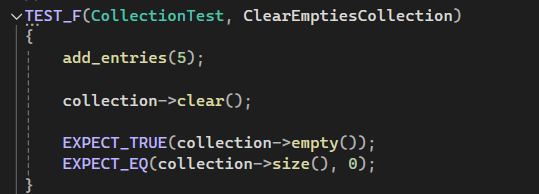 TEST_F(CollectionTest, ClearEmptiesCollection)
{
    add_entries(5);

    collection->clear();

    EXPECT_TRUE(collection->empty());
    EXPECT_EQ(collection->size(), 0);
}